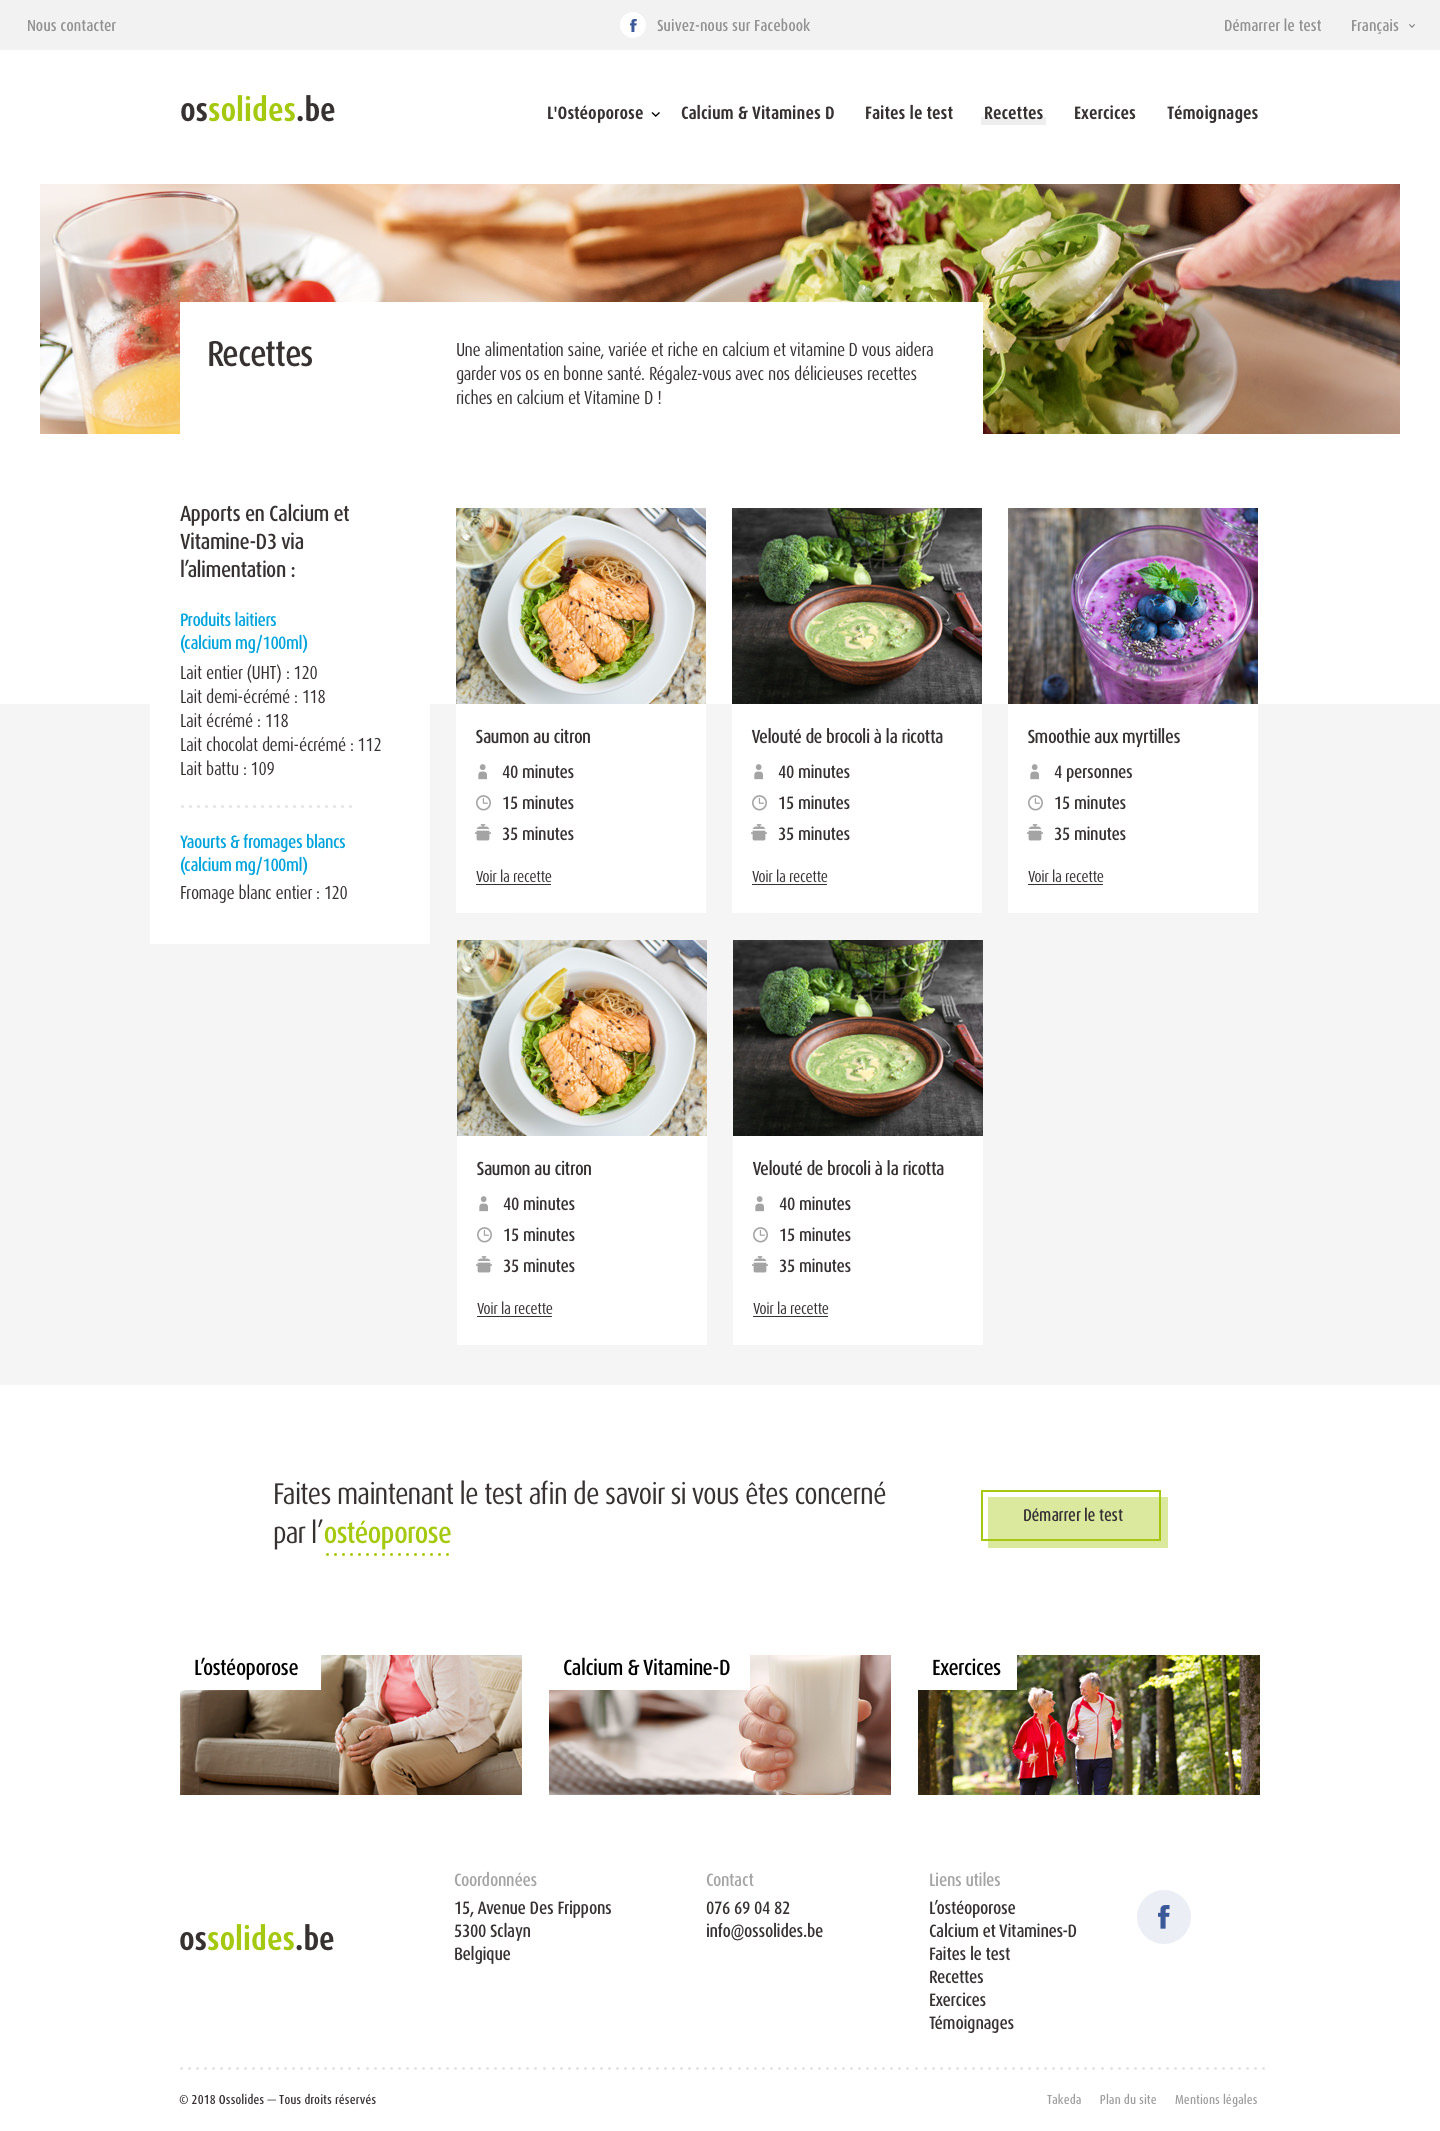 Nous contacter
Suivez-nous sur Facebook
Démarrer le test
Français
ossolides.be
L'Ostéoporose
Calcium & Vitamines D
Faites le test
Recettes
Exercices
Témoignages
Recettes
Une alimentation saine, variée et riche en calcium et vitamine D vous aidera
garder vos os en bonne santé. Régalez-vous avec nos délicieuses recettes
riches en calcium et Vitamine D !
Apports en Calcium et
Vitamine-D3 via
l’alimentation :
Produits laitiers
(calcium mg/100ml)
Lait entier (UHT) : 120
Lait demi-écrémé : 118
Lait écrémé : 118
Lait chocolat demi-écrémé : 112
Lait battu : 109
Yaourts & fromages blancs
(calcium mg/100ml)
Fromage blanc entier : 120
Saumon au citron
40 minutes
15 minutes
35 minutes
Voir la recette
Velouté de brocoli à la ricotta
40 minutes
15 minutes
35 minutes
Voir la recette
Smoothie aux myrtilles
4 personnes
15 minutes
35 minutes
Voir la recette
Saumon au citron
40 minutes
15 minutes
35 minutes
Voir la recette
Velouté de brocoli à la ricotta
40 minutes
15 minutes
35 minutes
Voir la recette
Faites maintenant le test afin de savoir si vous êtes concerné
par l’ostéoporose
Démarrer le test
L’ostéoporose
Calcium & Vitamine-D
Exercices
ossolides.be
Coordonnées
15, Avenue Des Frippons
5300 Sclayn
Belgique
Contact
076 69 04 82
info@ossolides.be
Liens utiles
L’ostéoporose
Calcium et Vitamines-D
Faites le test
Recettes
Exercices
Témoignages
© 2018 Ossolides — Tous droits réservés
Takeda
Plan du site
Mentions légales